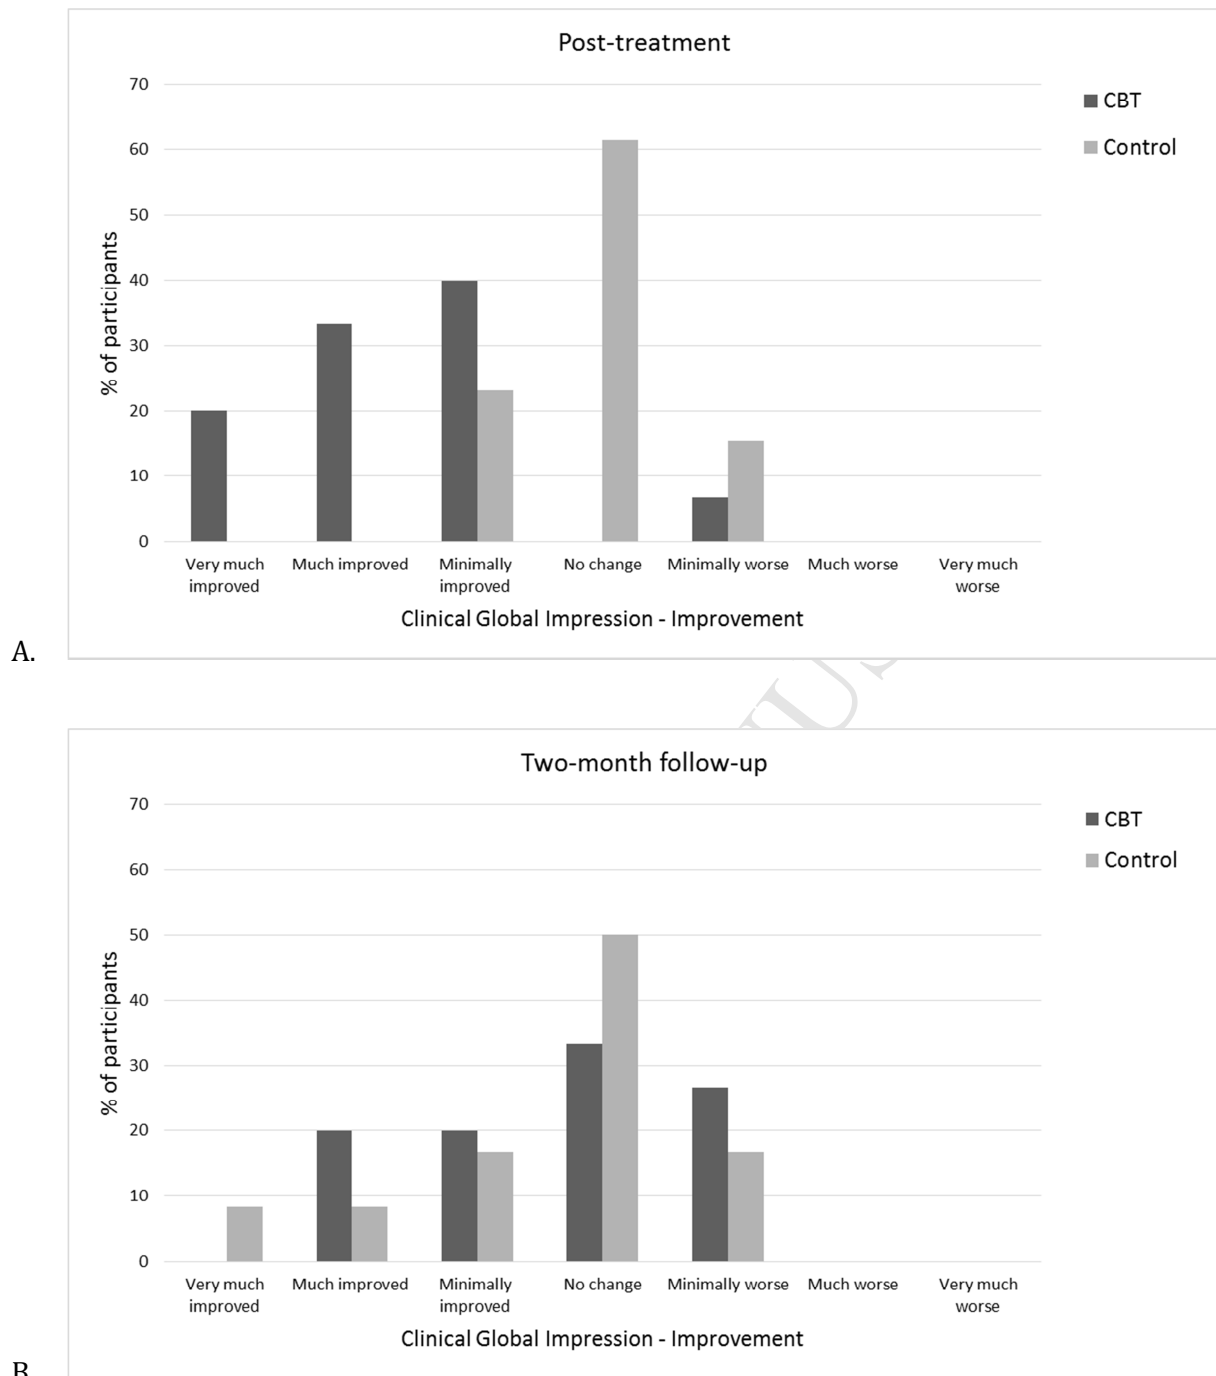 Post-treatment
70
60
50
40
30
20
10
0
% of participants
CBT
Control
Very much improved
Much improved
Minimally improved
No change
Minimally worse
Much worse
Very much worse
Clinical Global Impression - Improvement
A.
Two-month follow-up
70
60
50
40
30
20
10
0
% of participants
CBT
Control
Very much improved
Much improved
Minimally improved
No change
Minimally worse
Much worse
Very much worse
Clinical Global Impression - Improvement
B